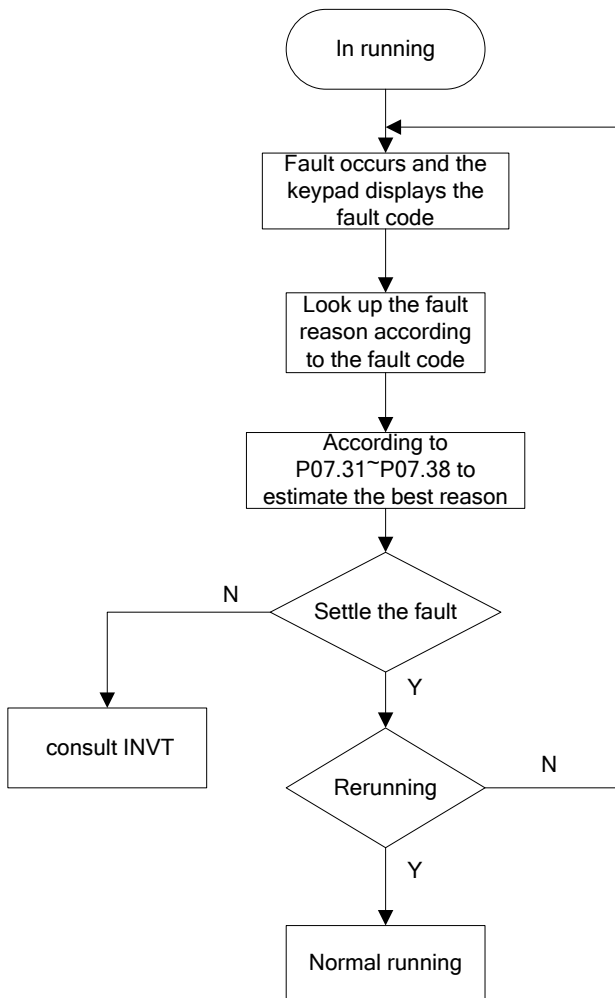 In running
Fault occurs and the
keypad displays the
fault code
Look up the fault
reason according
to the fault code
According to
P07.31~P07.38 to
estimate the best reason
N
Settle the fault
Y
consult INVT
N
Rerunning
Y
Normal running